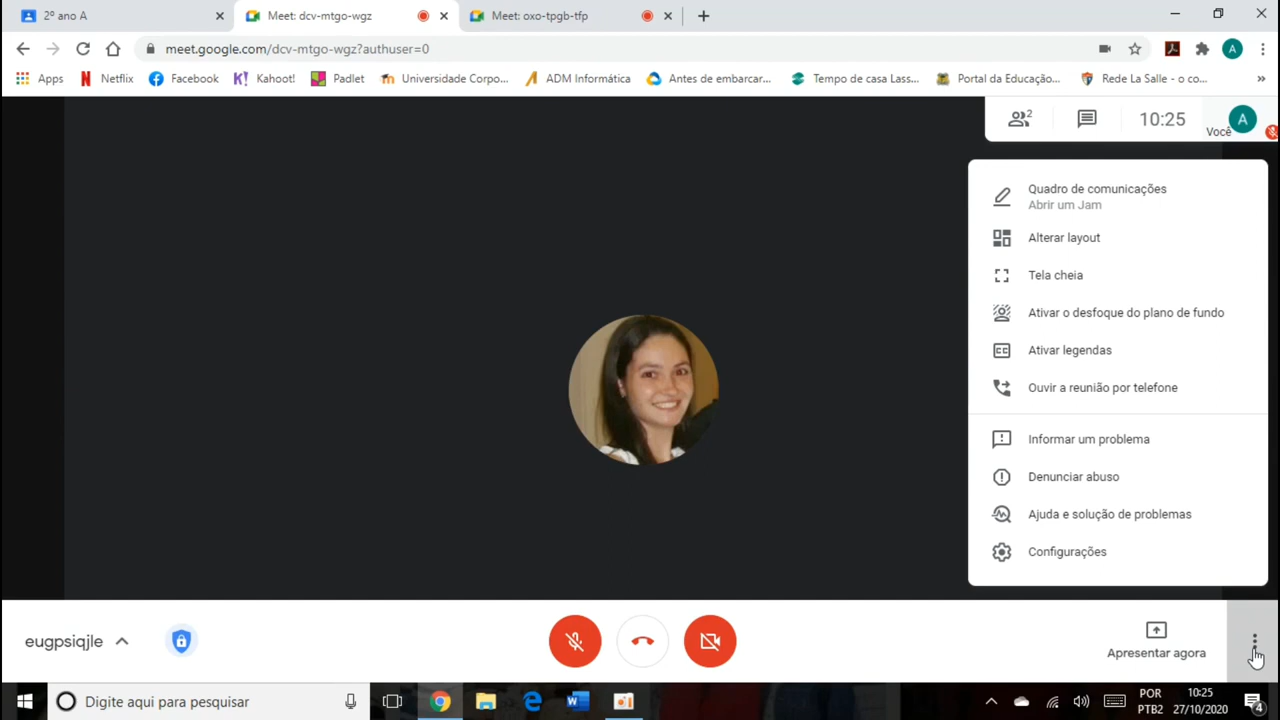 2º ano A
Meet: dcv-mtgo-wgz
Meet: oxo-tpgb-tfp
meet.google.com/dcv-mtgo-wgz?authuser=0
A
Apps
Netflix
Facebook
Kahoot!
Padlet
Universidade Corpo...
ADM Informática
Antes de embarcar...
Tempo de casa Lass...
Portal da Educação...
Rede La Salle - o co...
2
10:25
Você
A
Quadro de comunicações
Abrir um Jam
Alterar layout
Tela cheia
Ativar o desfoque do plano de fundo
CC
Ativar legendas
Ouvir a reunião por telefone
Informar um problema
Denunciar abuso
Ajuda e solução de problemas
Configurações
eugpsiqjle
Apresentar agora
Digite aqui para pesquisar
POR
PTB2
10:25
27/10/2020
4